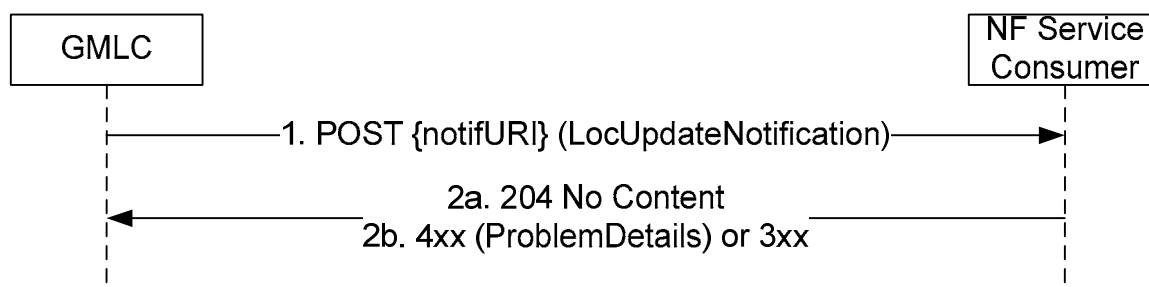 GMLC
NF Service
Consumer
1. POST {notifURI} (LocUpdateNotification)
2a. 204 No Content
2b. 4xx (ProblemDetails) or 3xx